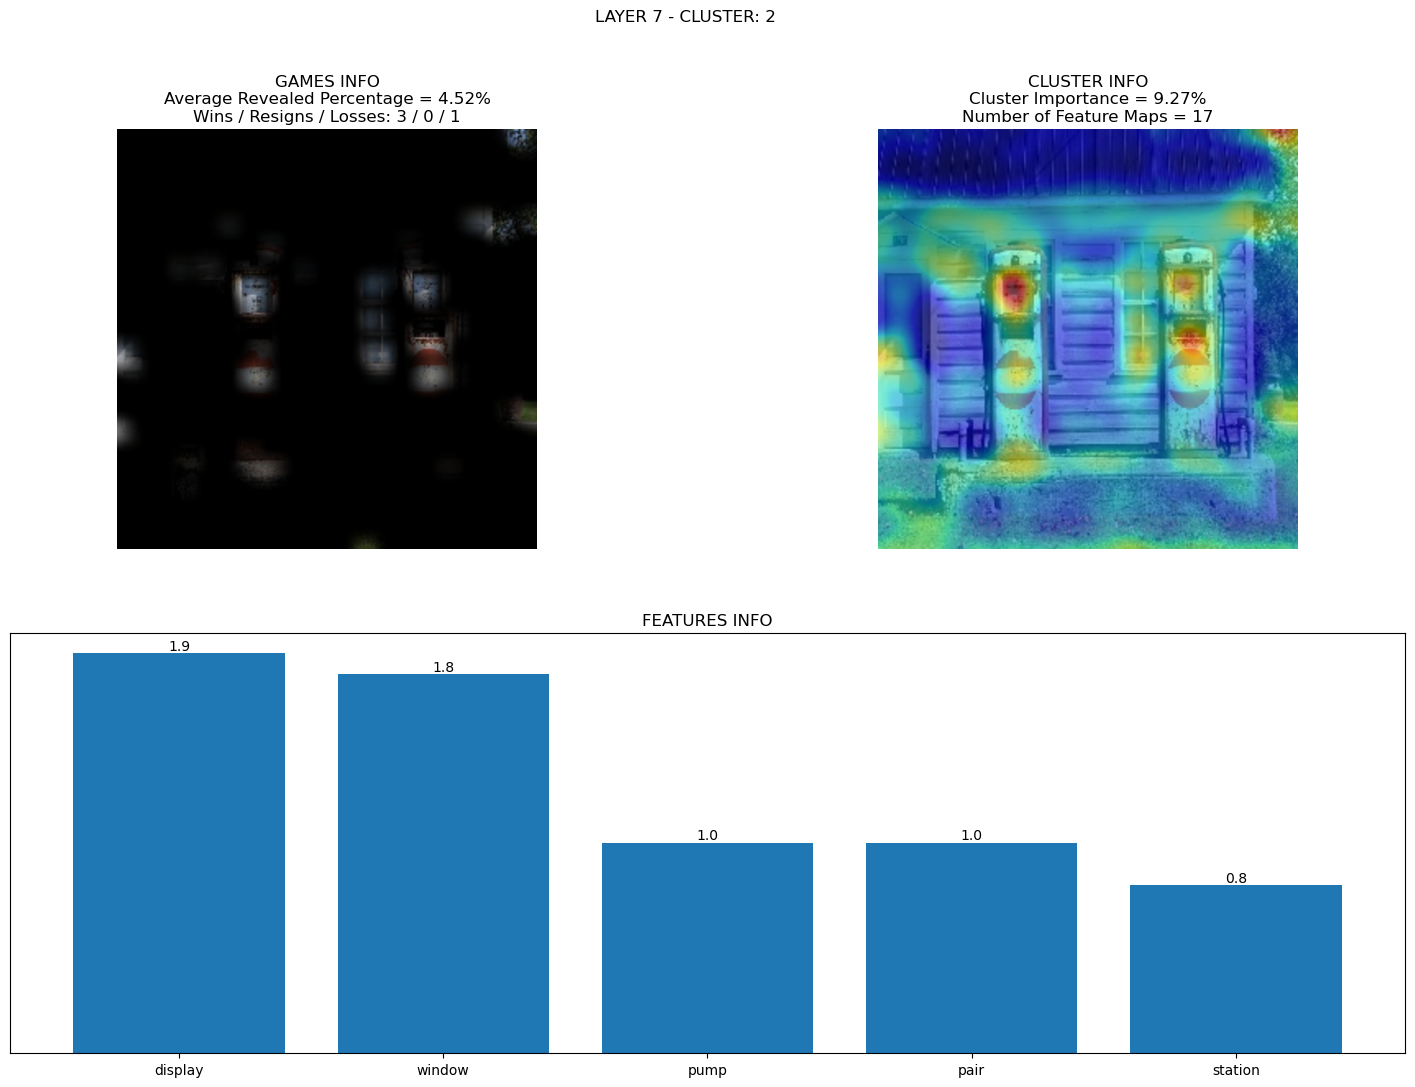 LAYER 7 - CLUSTER: 2
GAMES INFO
Average Revealed Percentage = 4.52%
Wins / Resigns / Losses: 3 / 0 / 1
CLUSTER INFO
Cluster Importance = 9.27%
Number of Feature Maps = 17
FEATURES INFO
1.9
1.8
1.0
1.0
0.8
display
window
pump
pair
station